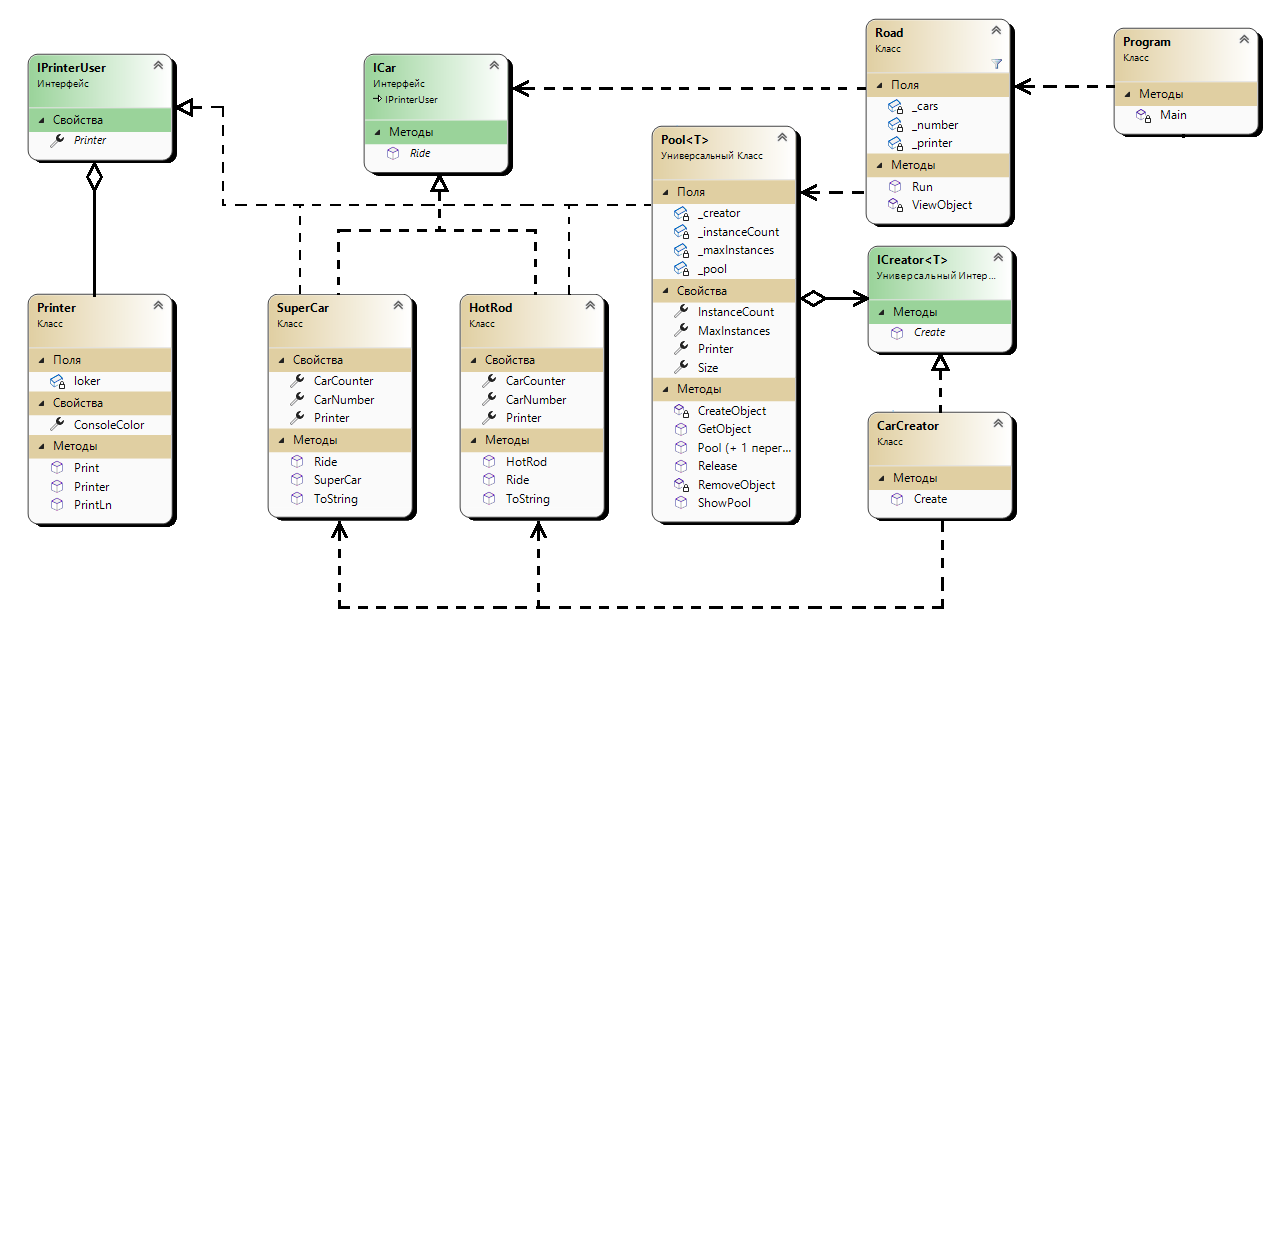 IPrinterUser
Интерфейс
Свойства
Printer
ICar
Интерфейс
IPrinterUser
Методы
Ride
Road
Класс
Поля
_cars
_number
_printer
Методы
Run
ViewObject
Program
Класс
Методы
Main
Pool<T>
Универсальный Класс
Поля
_creator
_instanceCount
_maxInstances
_pool
Свойства
InstanceCount
MaxInstances
Printer
Size
Методы
CreateObject
GetObject
Pool (+ 1 перег...
Release
RemoveObject
ShowPool
ICreator<T>
Универсальный Интер...
Методы
Create
Printer
Класс
Поля
loker
Свойства
ConsoleColor
Методы
Print
Printer
PrintLn
SuperCar
Класс
Свойства
CarCounter
CarNumber
Printer
Методы
Ride
SuperCar
ToString
HotRod
Класс
Свойства
CarCounter
CarNumber
Printer
Методы
HotRod
Ride
ToString
CarCreator
Класс
Методы
Create